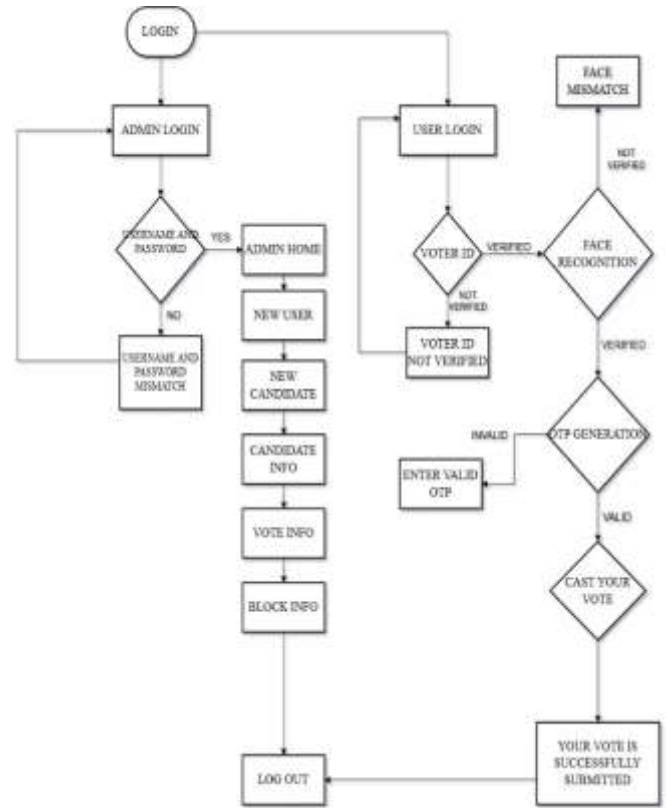 LOGIN
ADMIN LOGIN
USERNAME AND
PASSWORD
YES
NO
USERNAME AND
PASSWORD
MISMATCH
ADMIN HOME
NEW USER
NEW
CANDIDATE
CANDIDATE
INFO
VOTE INFO
BLOCK INFO
LOG OUT
USER LOGIN
VOTER ID
VERIFIED
NOT
VERIFIED
VOTER ID
NOT VERIFIED
FACE
MISMATCH
NOT
VERIFIED
FACE
RECOGNITION
VERIFIED
OTP GENERATION
INVALID
ENTER VALID
OTP
VALID
CAST YOUR
VOTE
YOUR VOTE IS
SUCCESSFULLY
SUBMITTED